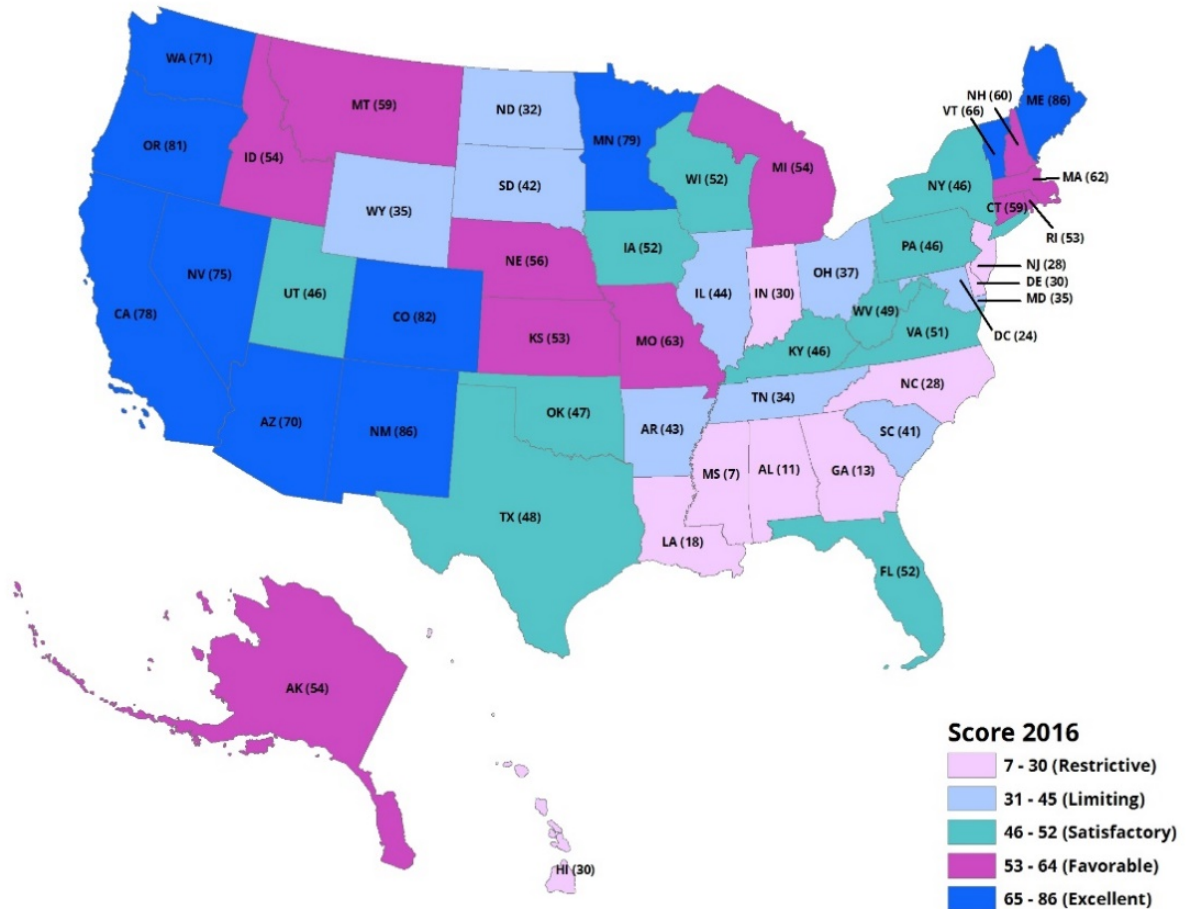 WA (71)
MT (59)
ND (32)
MN (79)
NH (60)
VT (66)
ME (86)
OR (81)
ID (54)
SD (42)
WI (52)
MI (54)
NY (46)
MA (62)
WY (35)
CT (59)
RI (53)
NV (75)
UT (46)
NE (56)
IA (52)
PA (46)
NJ (28)
DE (30)
MD (35)
DC (24)
CA (78)
CO (82)
KS (53)
MO (63)
IL (44)
IN (30)
OH (37)
WV (49)
VA (51)
KY (46)
AZ (70)
NM (86)
OK (47)
AR (43)
TN (34)
NC (28)
SC (41)
TX (48)
LA (18)
MS (7)
AL (11)
GA (13)
FL (52)
AK (54)
HI (30)
Score 2016
7 - 30 (Restrictive)
31 - 45 (Limiting)
46 - 52 (Satisfactory)
53 - 64 (Favorable)
65 - 86 (Excellent)